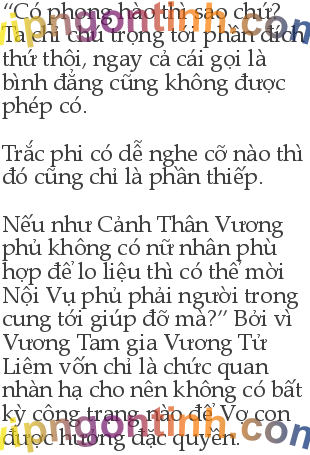 “Có phong hào thì sao chứ?
Ta chỉ chú trọng tới phần đích
thứ thôi, ngay cả cái gọi là
bình đẳng cũng không được
phép có.
Trắc phi có dễ nghe cỡ nào thì
đó cũng chỉ là phần thiếp.
Nếu như Cảnh Thân Vương
phủ không có nữ nhân phù
hợp để lo liệu thì có thể mời
Nội Vụ phủ phái người trong
cung tới giúp đỡ mà?” Bởi vì
Vương Tam gia Vương Tử
Liêm vốn chỉ là chức quan
nhàn hạ cho nên không có bất
kỳ công trạng nào để Vợ con
được hưởng đặc quyền.
vipngontinh.com
vipngontinh.com